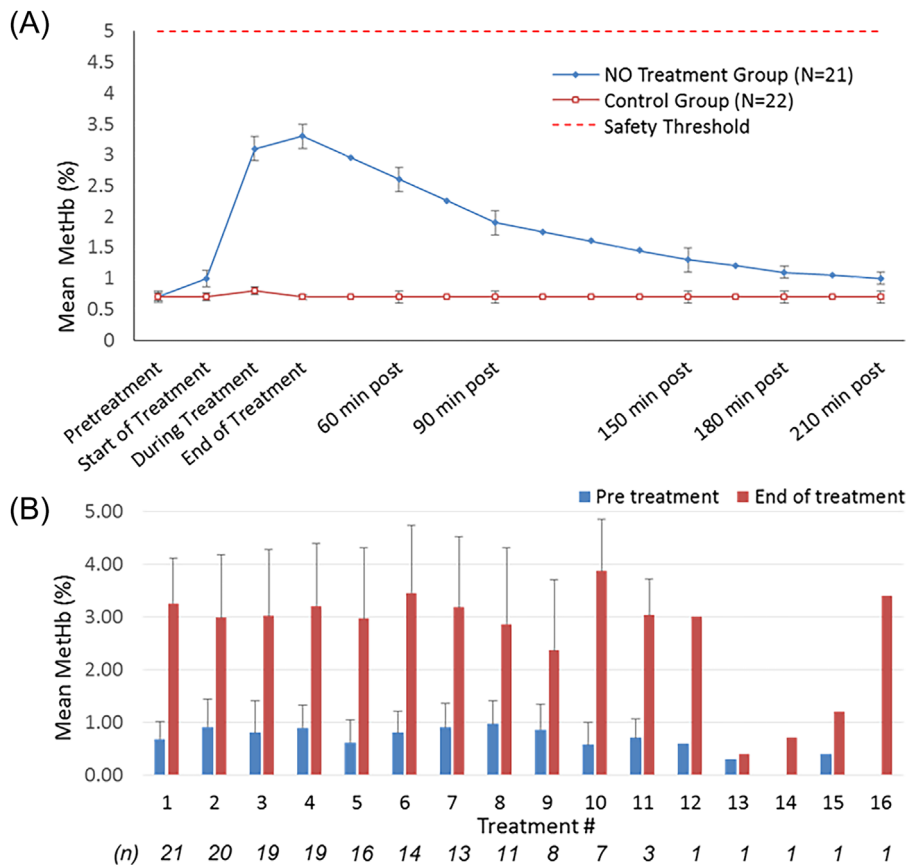 (A)
5
4.5
4
3.5
3
2.5
2
1.5
1
0.5
0
Mean MetHb (%)
NO Treatment Group (N=21)
Control Group (N=22)
Safety Threshold
Pretreatment
Start of Treatment
During Treatment
End of Treatment
60 min post
90 min post
150 min post
180 min post
210 min post
(B)
Pre treatment End of treatment
5.00
4.00
3.00
2.00
1.00
0.00
Mean MetHb (%)
1 2 3 4 5 6 7 8 9 10 11 12 13 14 15 16
Treatment #
(n) 21 20 19 19 16 14 13 11 8 7 3 1 1 1 1 1